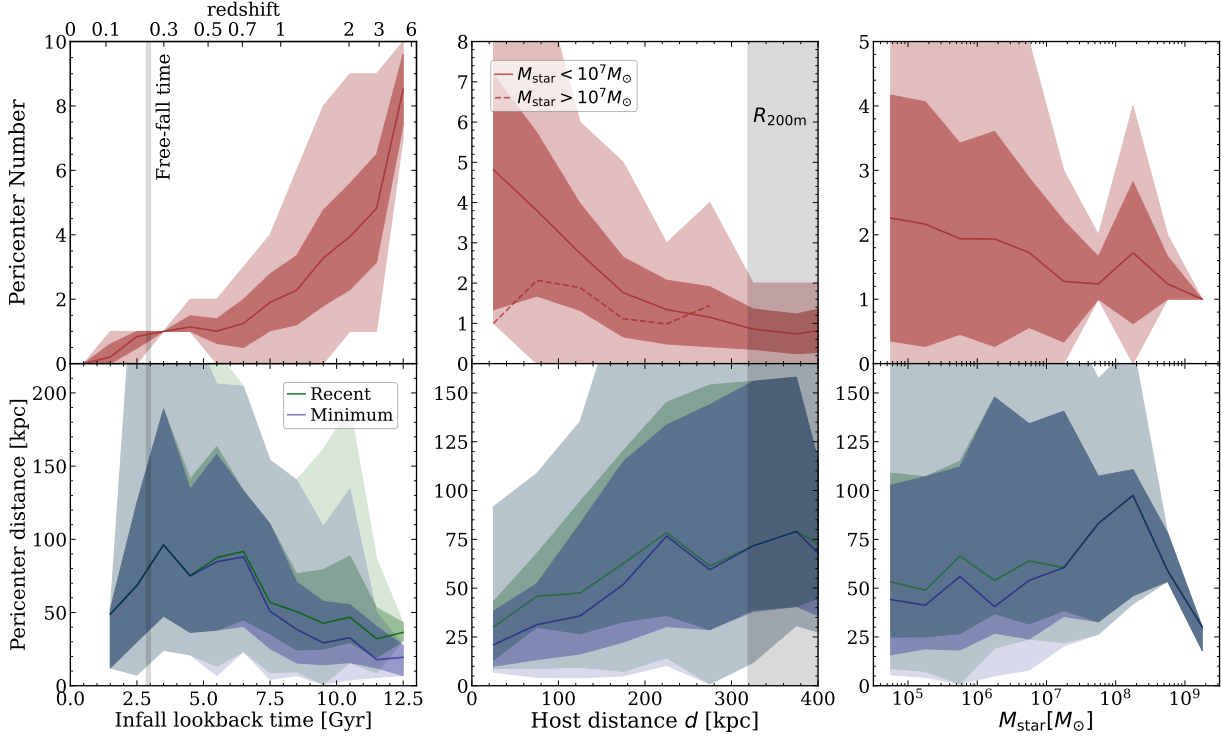 redshift
0 0.1 0.3 0.5 0.7 1 2 3 6
Pericenter Number
10
8
6
4
2
0
Free-fall time
8
7
6
5
4
3
2
1
0
M_star < 10^7 M_⊙
M_star > 10^7 M_⊙
R_200m
5
4
3
2
1
0
Pericenter distance [kpc]
200
150
100
50
0
Recent
Minimum
0.0 2.5 5.0 7.5 10.0 12.5
Infall lookback time [Gyr]
150
125
100
75
50
25
0
0 100 200 300 400
Host distance d [kpc]
150
125
100
75
50
25
0
10^5 10^6 10^7 10^8 10^9
M_star[M_⊙]